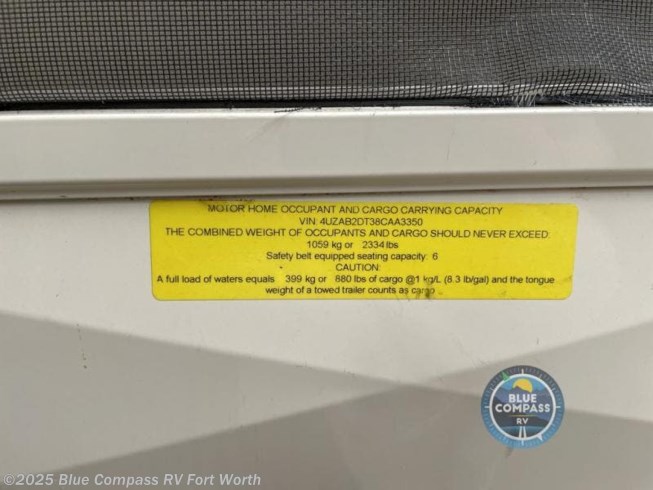 MOTOR HOME OCCUPANT AND CARGO CARRYING CAPACITY
VIN: 4UZAB2DT38CAA3350
THE COMBINED WEIGHT OF OCCUPANTS AND CARGO SHOULD NEVER EXCEED:
1059 kg or 2334 lbs
Safety belt equipped seating capacity: 6
CAUTION:
A full load of waters equals 399 kg or 880 lbs of cargo @1 kg/L (8.3 lb/gal) and the tongue
weight of a towed trailer counts as cargo
BLUE
COMPASS
RV
©2025 Blue Compass RV Fort Worth